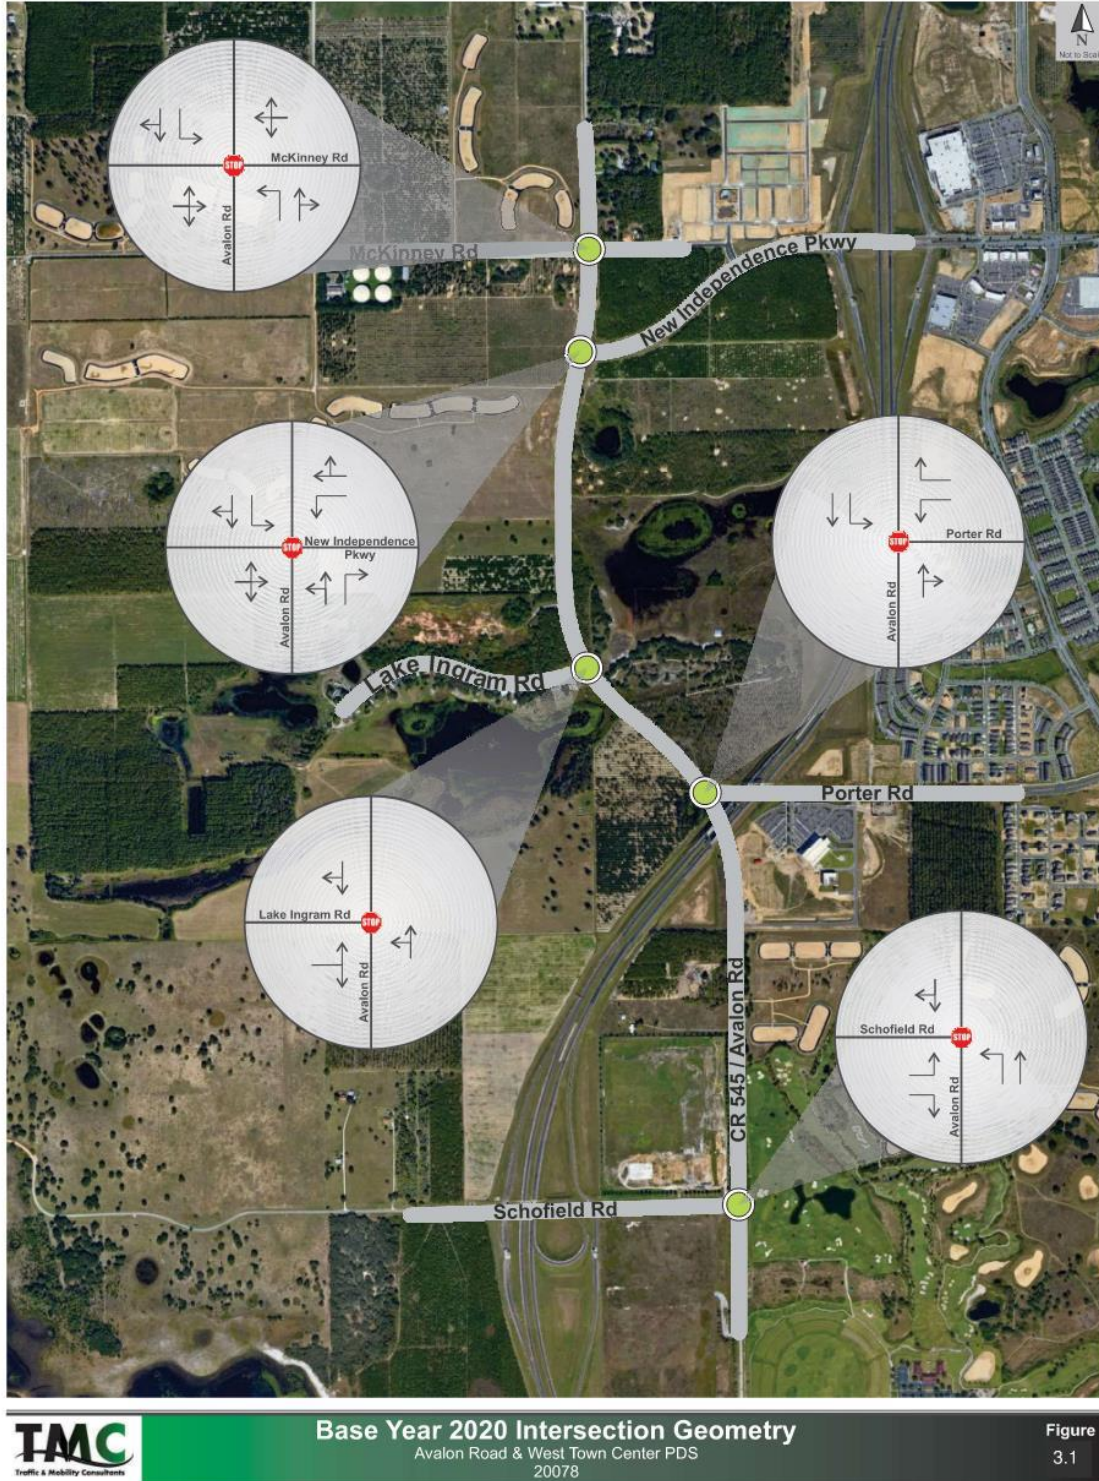 N
Not to Scale
STOP
McKinney Rd
Avalon Rd
McKinney Rd
New Independence Pkwy
STOP
New Independence
Pkwy
Avalon Rd
STOP
Porter Rd
Avalon Rd
Lake Ingram Rd
Porter Rd
Lake Ingram Rd
STOP
Avalon Rd
CR 545 / Avalon Rd
Schofield Rd
STOP
Avalon Rd
Schofield Rd
TMC
Traffic & Mobility Consultants
Base Year 2020 Intersection Geometry
Avalon Road & West Town Center PDS
20078
Figure
3.1